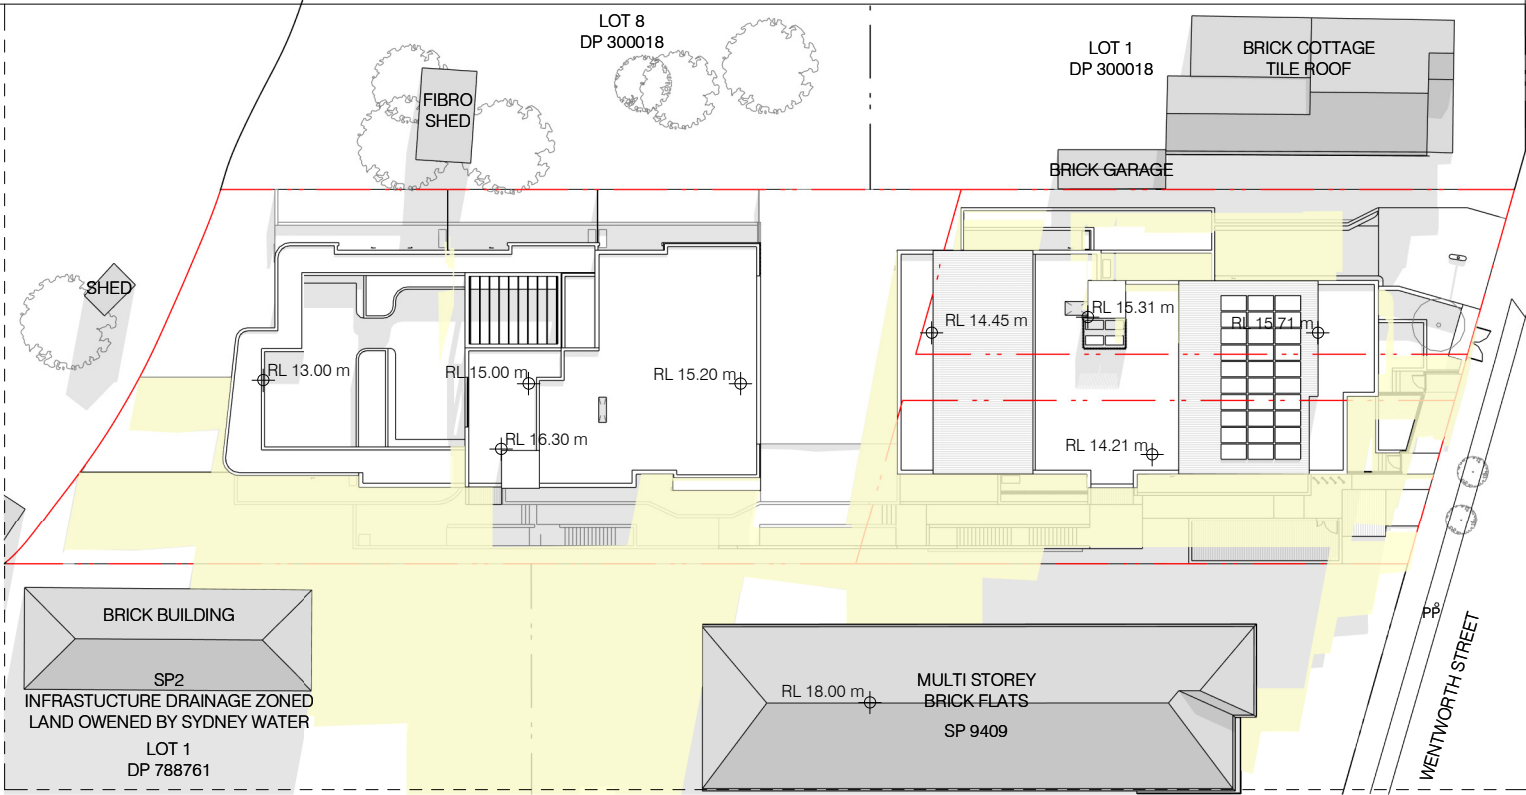 LOT 8
DP 300018
LOT 1
DP 300018
BRICK COTTAGE
TILE ROOF
FIBRO
SHED
BRICK GARAGE
SHED
RL 14.45 m
RL 15.31 m
RL 15.71 m
RL 13.00 m
RL 15.00 m
RL 15.20 m
RL 16.30 m
RL 14.21 m
BRICK BUILDING
SP2
INFRASTUCTURE DRAINAGE ZONED
LAND OWENED BY SYDNEY WATER
LOT 1
DP 788761
RL 18.00 m
MULTI STOREY
BRICK FLATS
SP 9409
PP
WENTWORTH STREET